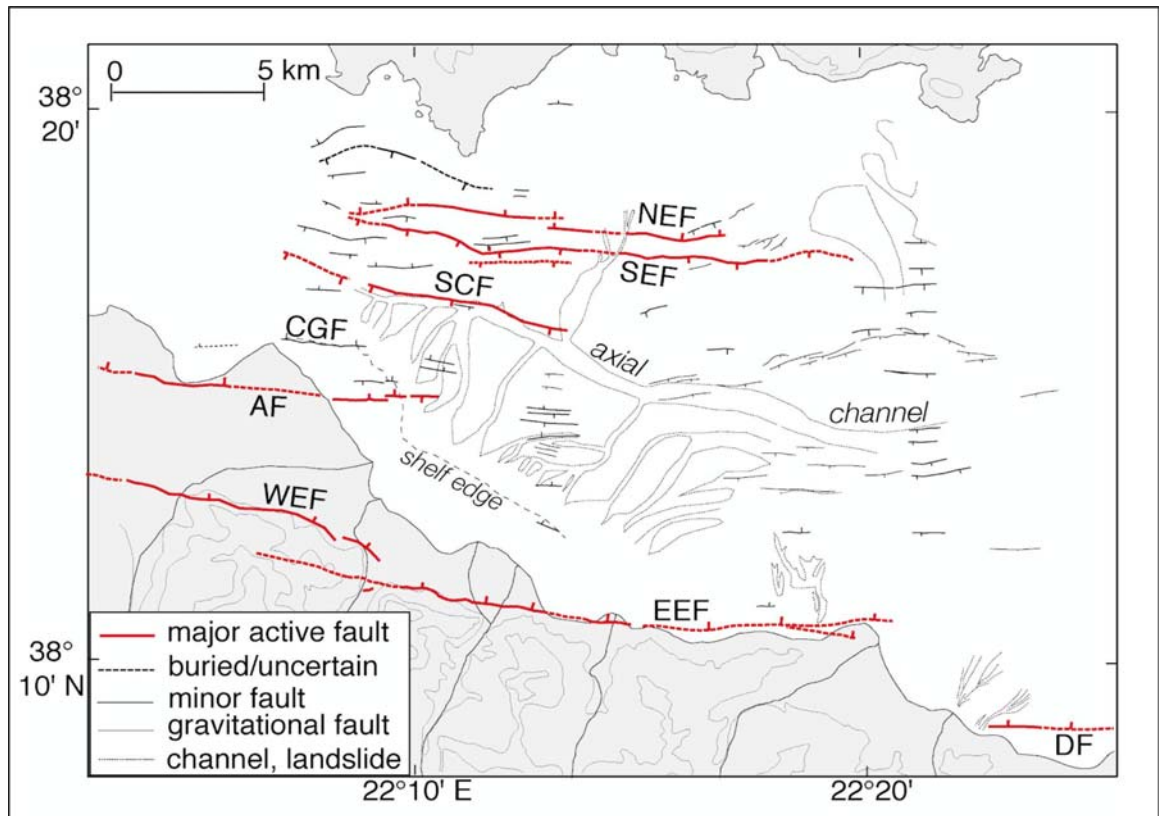 0 5 km
38°
20'
NEF
SEF
SCF
CGF
axial
channel
AF
shelf edge
WEF
EEF
major active fault
buried/uncertain
minor fault
gravitational fault
channel, landslide
38°
10' N
DF
22°10' E
22°20'